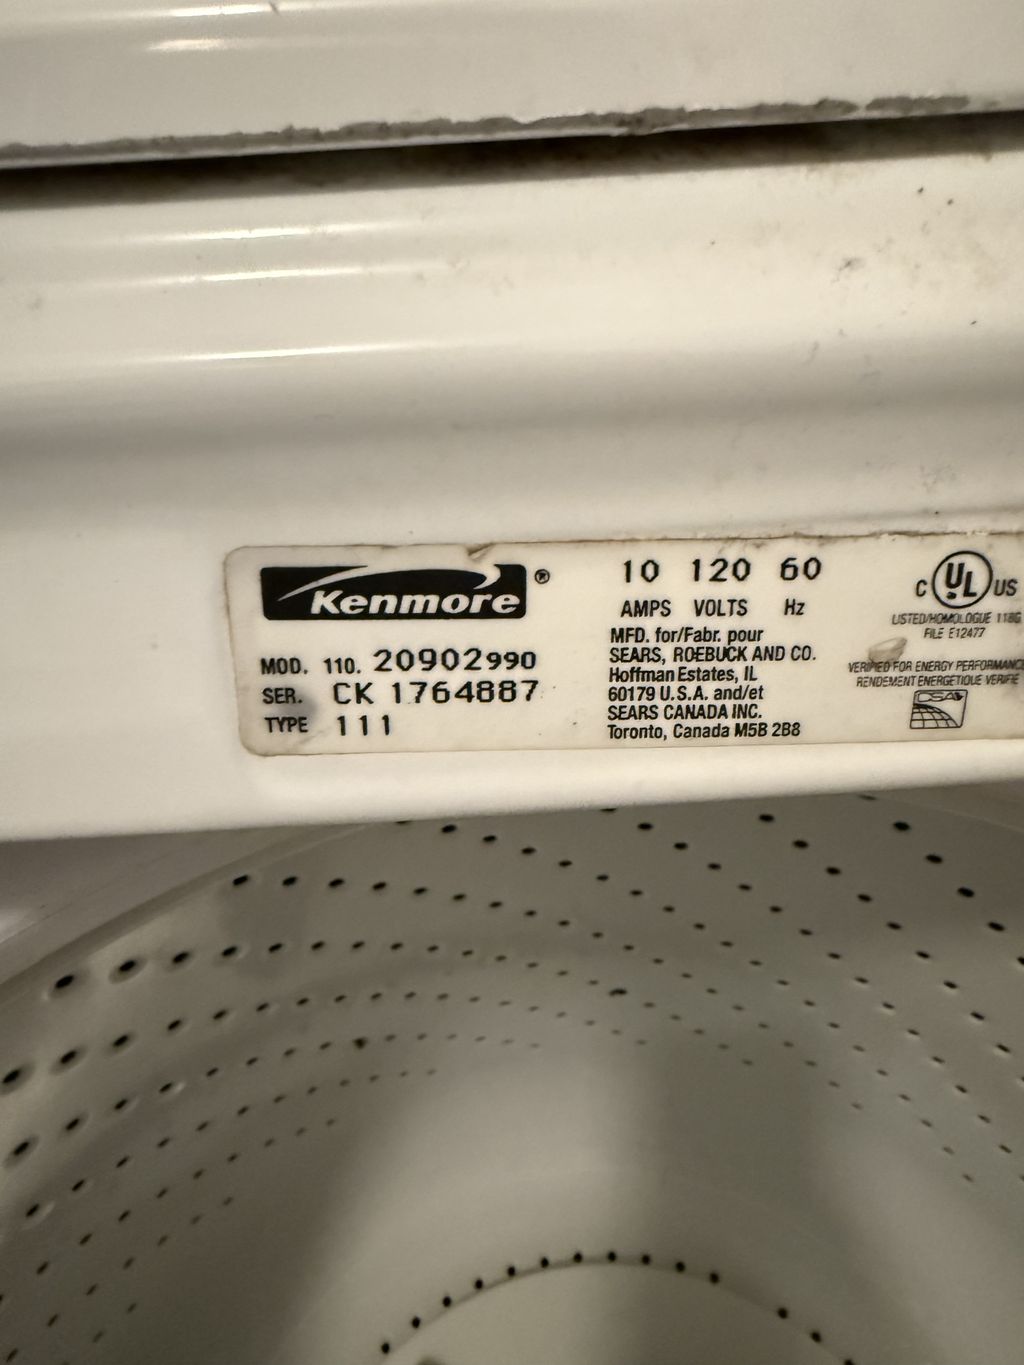 Kenmore®
MOD. 110. 20902990
SER. CK 1764887
TYPE 111
10 120 60
AMPS VOLTS Hz
MFD. for/Fabr. pour
SEARS, ROEBUCK AND CO.
Hoffman Estates, IL
60179 U.S.A. and/et
SEARS CANADA INC.
Toronto, Canada M5B 2B8
C UL US
LISTED/HOMOLOGUE 118G
FILE E12477
VERIFIED FOR ENERGY PERFORMANCE
RENDEMENT ENERGETIQUE VERIFIE
CSA